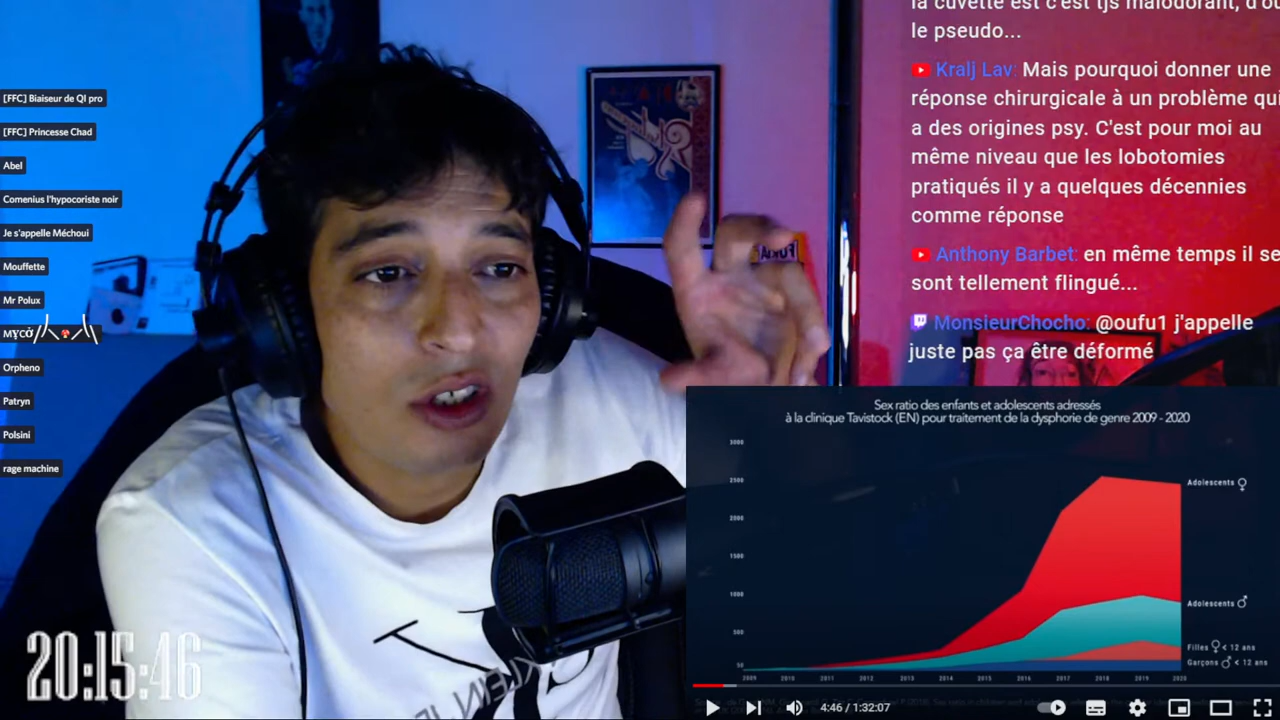 [FFC] Biaiseur de QI pro
[FFC] Princesse Chad
Abel
Comenius l'hypocoriste noir
Je s'appelle Méchoui
Mouffette
Mr Polux
Orpheno
Patryn
Polsini
rage machine
20:15:46
la cuvette est c'est tjs malodorant, d'où
le pseudo...
Kralj Lav: Mais pourquoi donner une
réponse chirurgicale à un problème qui
a des origines psy. C'est pour moi au
même niveau que les lobotomies
pratiqués il y a quelques décennies
comme réponse
Anthony Barbet: en même temps il se
sont tellement flingué...
MonsieurChocho: @oufu1 j'appelle
juste pas ça être déformé
Sex ratio des enfants et adolescents adressés
à la clinique Tavistock (EN) pour traitement de la dysphorie de genre 2009 - 2020
3000
2500
2000
1500
1000
500
50
Adolescents ♀
Adolescents ♂
Filles ♀ < 12 ans
Garçons ♂ < 12 ans
2009 2010 2011 2012 2013 2014 2015 2016 2017 2018 2019 2020
4:46 / 1:32:07